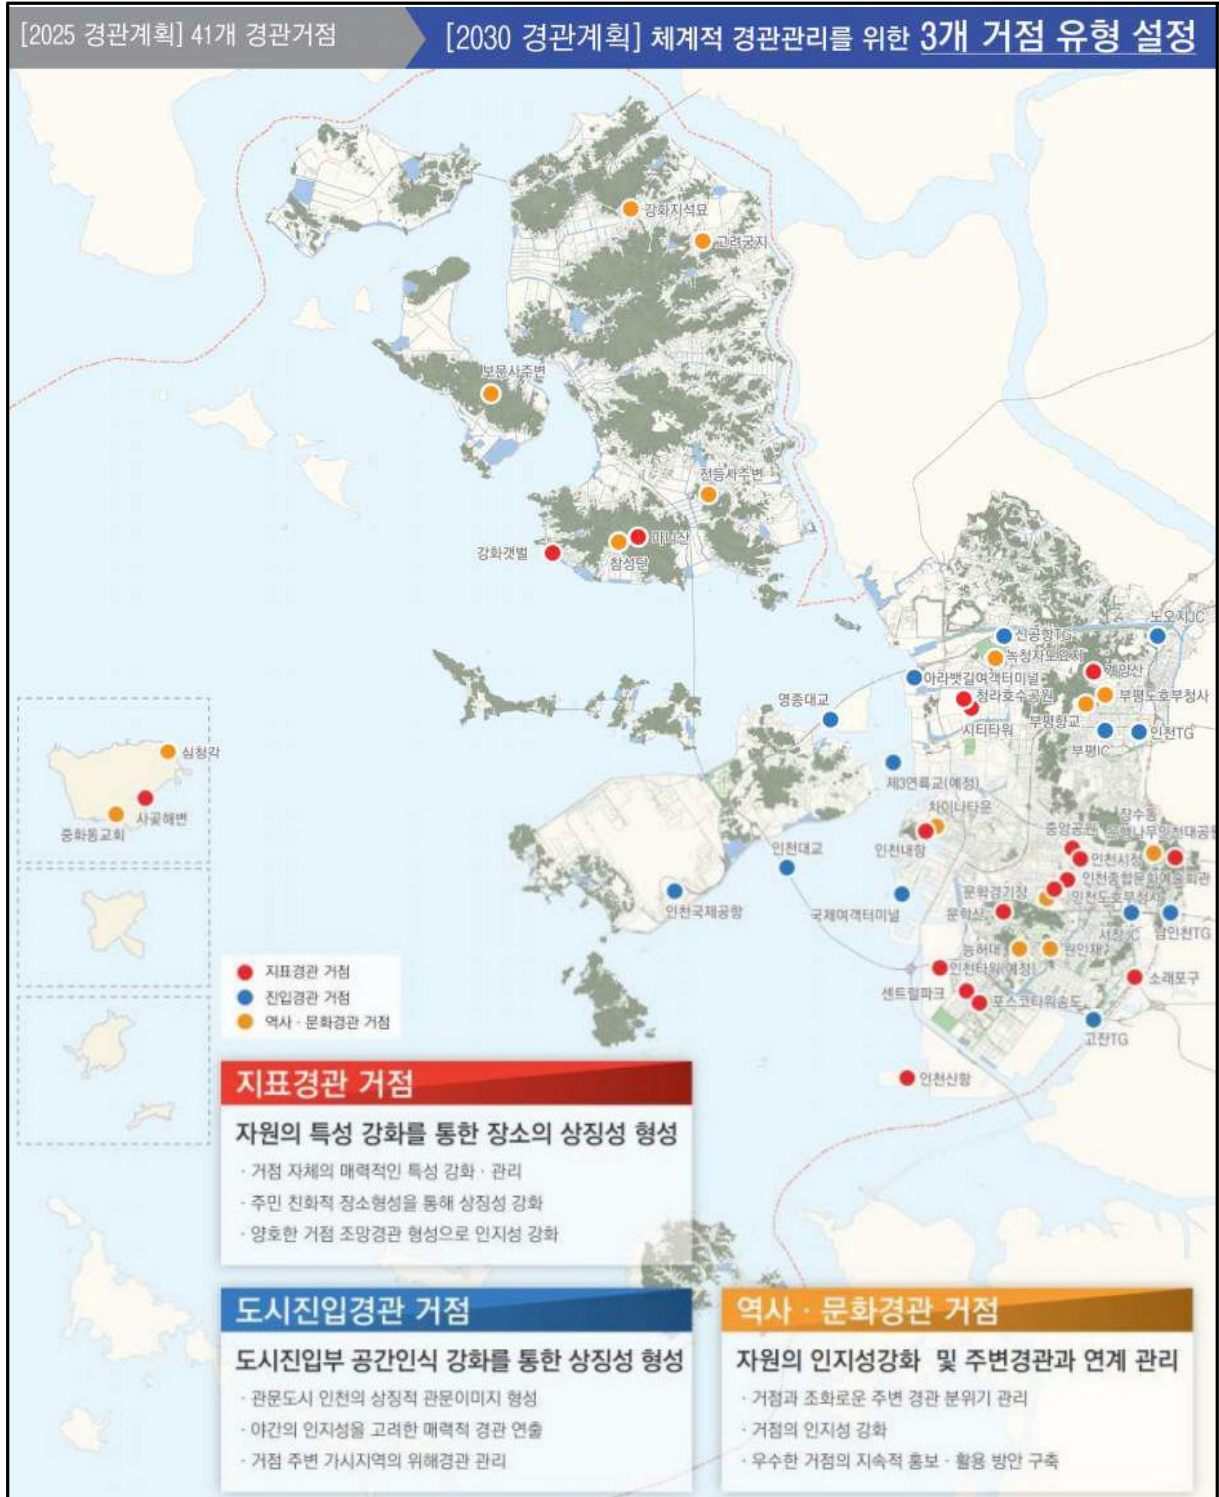 [2025 경관계획] 41개 경관거점
[2030 경관계획] 체계적 경관관리를 위한 3개 거점 유형 설정
강화지석묘
고려궁지
보문사주변
전등사주변
마니산
강화갯벌
참성단
신공항TG
노오지JC
녹청자도요지
계양산
아라뱃길여객터미널
청라호수공원
부평도호부청사
영종대교
부평향교
시티타워
인천TG
부평IC
심청각
제3연륙교(예정)
사곶해변
중화동교회
차이나타운
장수동
중앙공원
은행나무
인천대공원
인천내항
인천시청
인천대교
인천종합문화예술회관
문학경기장
인천도호부청사
인천국제공항
국제여객터미널
문학산
서창JC
남인천TG
능허대
원인재
인천타워(예정)
소래포구
센트럴파크
포스코타워송도
고잔TG
인천신항
지표경관 거점
진입경관 거점
역사 · 문화경관 거점
지표경관 거점
자원의 특성 강화를 통한 장소의 상징성 형성
· 거점 자체의 매력적인 특성 강화 · 관리
· 주민 친화적 장소형성을 통해 상징성 강화
· 양호한 거점 조망경관 형성으로 인지성 강화
도시진입경관 거점
도시진입부 공간인식 강화를 통한 상징성 형성
· 관문도시 인천의 상징적 관문이미지 형성
· 야간의 인지성을 고려한 매력적 경관 연출
· 거점 주변 가시지역의 위해경관 관리
역사 · 문화경관 거점
자원의 인지성강화 및 주변경관과 연계 관리
· 거점과 조화로운 주변 경관 분위기 관리
· 거점의 인지성 강화
· 우수한 거점의 지속적 홍보 · 활용 방안 구축